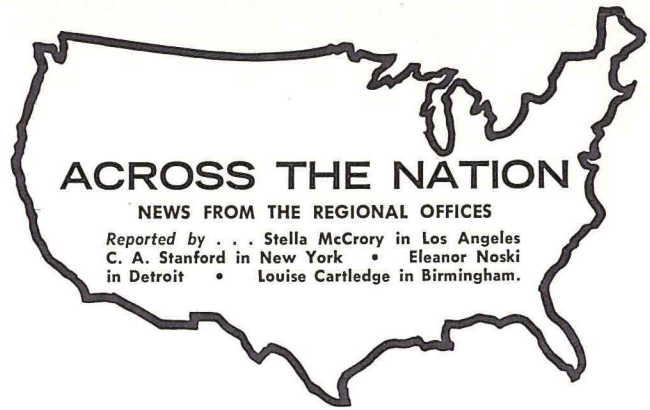 ACROSS THE NATION
NEWS FROM THE REGIONAL OFFICES
Reported by . . . Stella McCrory in Los Angeles
C. A. Stanford in New York • Eleanor Noski
in Detroit • Louise Cartledge in Birmingham.